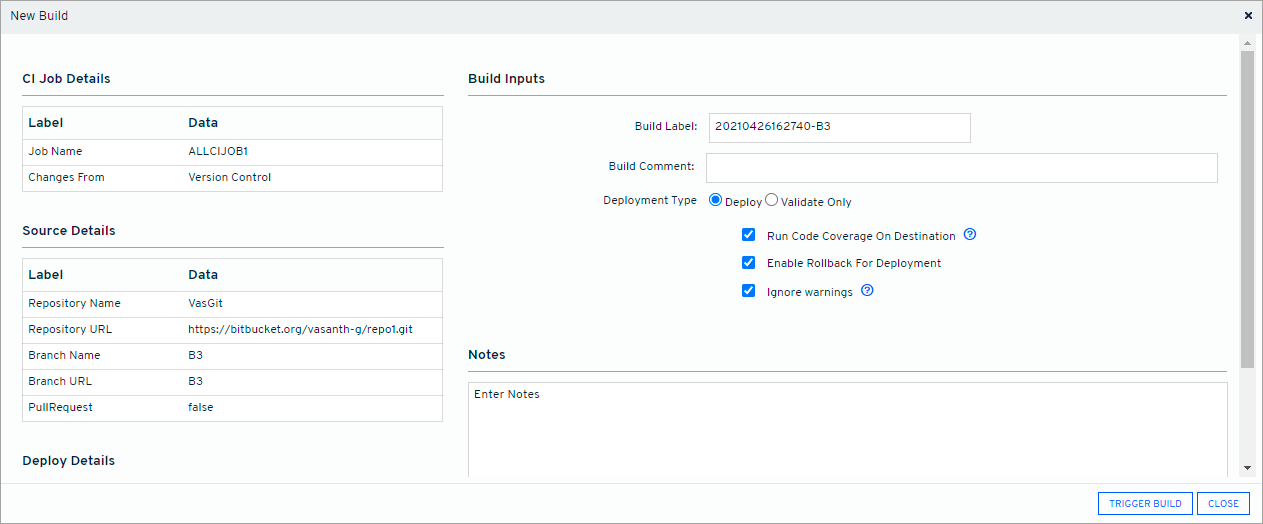 New Build
CI Job Details
Label Data
Job Name ALLCIJOB1
Changes From Version Control
Source Details
Label Data
Repository Name VasGit
Repository URL https://bitbucket.org/vasanth-g/repo1.git
Branch Name B3
Branch URL B3
PullRequest false
Deploy Details
Build Inputs
Build Label: 20210426162740-B3
Build Comment:
Deployment Type Deploy Validate Only
Run Code Coverage On Destination
Enable Rollback For Deployment
Ignore warnings
Notes
Enter Notes
TRIGGER BUILD CLOSE